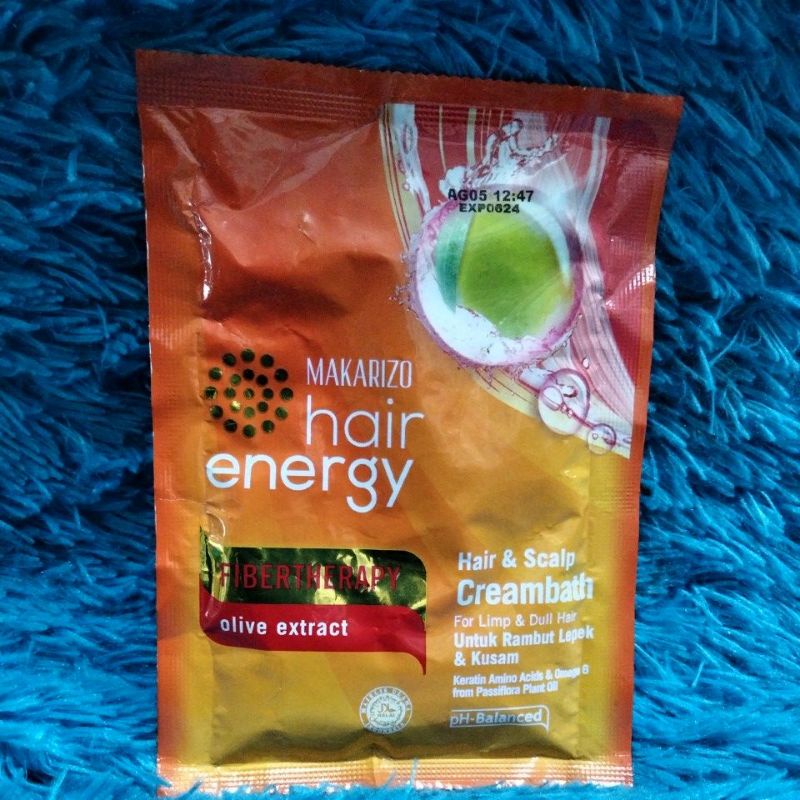 AG05 12:47
EXP0624
MAKARIZO
hair
energy
FIBERTHERAPY
olive extract
Hair & Scalp
Creambath
For Limp & Dull Hair
Untuk Rambut Lepek
& Kusam
Keratin Amino Acids & Omega 6
from Passiflora Plant Oil
pH-Balanced
HALAL